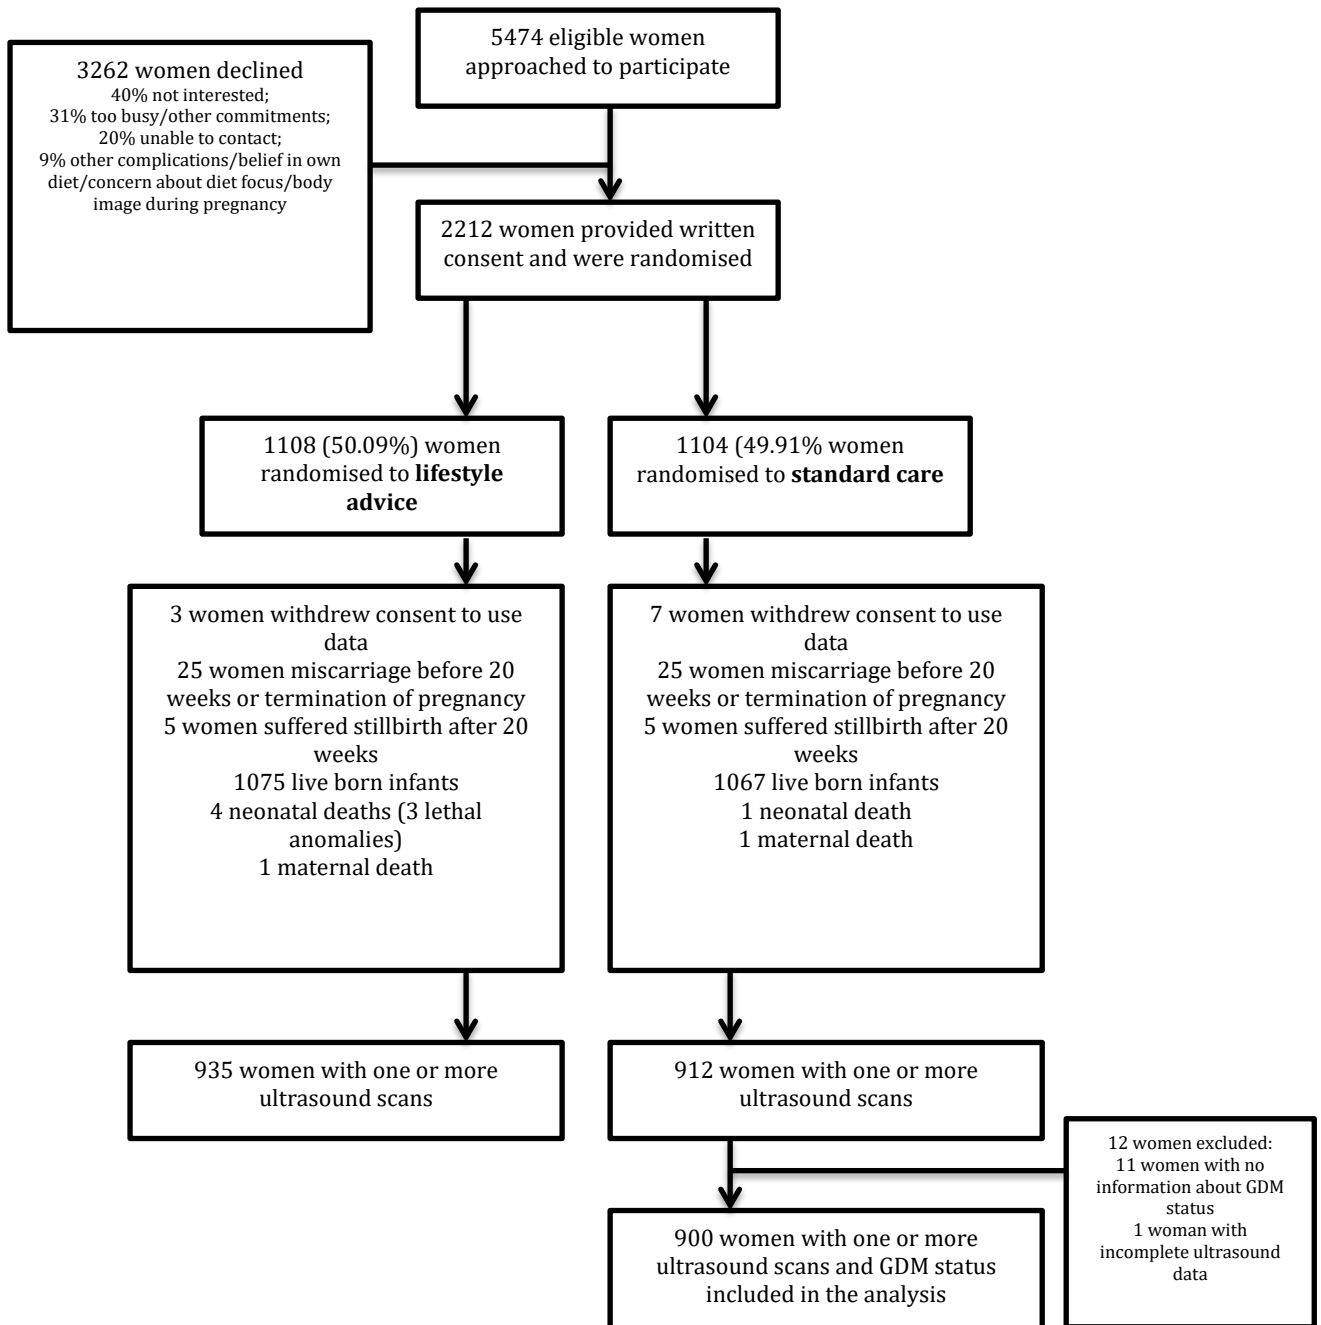 5474 eligible women
approached to participate
3262 women declined
40% not interested;
31% too busy/other commitments;
20% unable to contact;
9% other complications/belief in own
diet/concern about diet focus/body
image during pregnancy
2212 women provided written
consent and were randomised
1108 (50.09%) women
randomised to lifestyle
advice
1104 (49.91% women
randomised to standard care
3 women withdrew consent to use
data
25 women miscarriage before 20
weeks or termination of pregnancy
5 women suffered stillbirth after 20
weeks
1075 live born infants
4 neonatal deaths (3 lethal
anomalies)
1 maternal death
7 women withdrew consent to use
data
25 women miscarriage before 20
weeks or termination of pregnancy
5 women suffered stillbirth after 20
weeks
1067 live born infants
1 neonatal death
1 maternal death
935 women with one or more
ultrasound scans
912 women with one or more
ultrasound scans
12 women excluded:
11 women with no
information about GDM
status
1 woman with
incomplete ultrasound
data
900 women with one or more
ultrasound scans and GDM status
included in the analysis